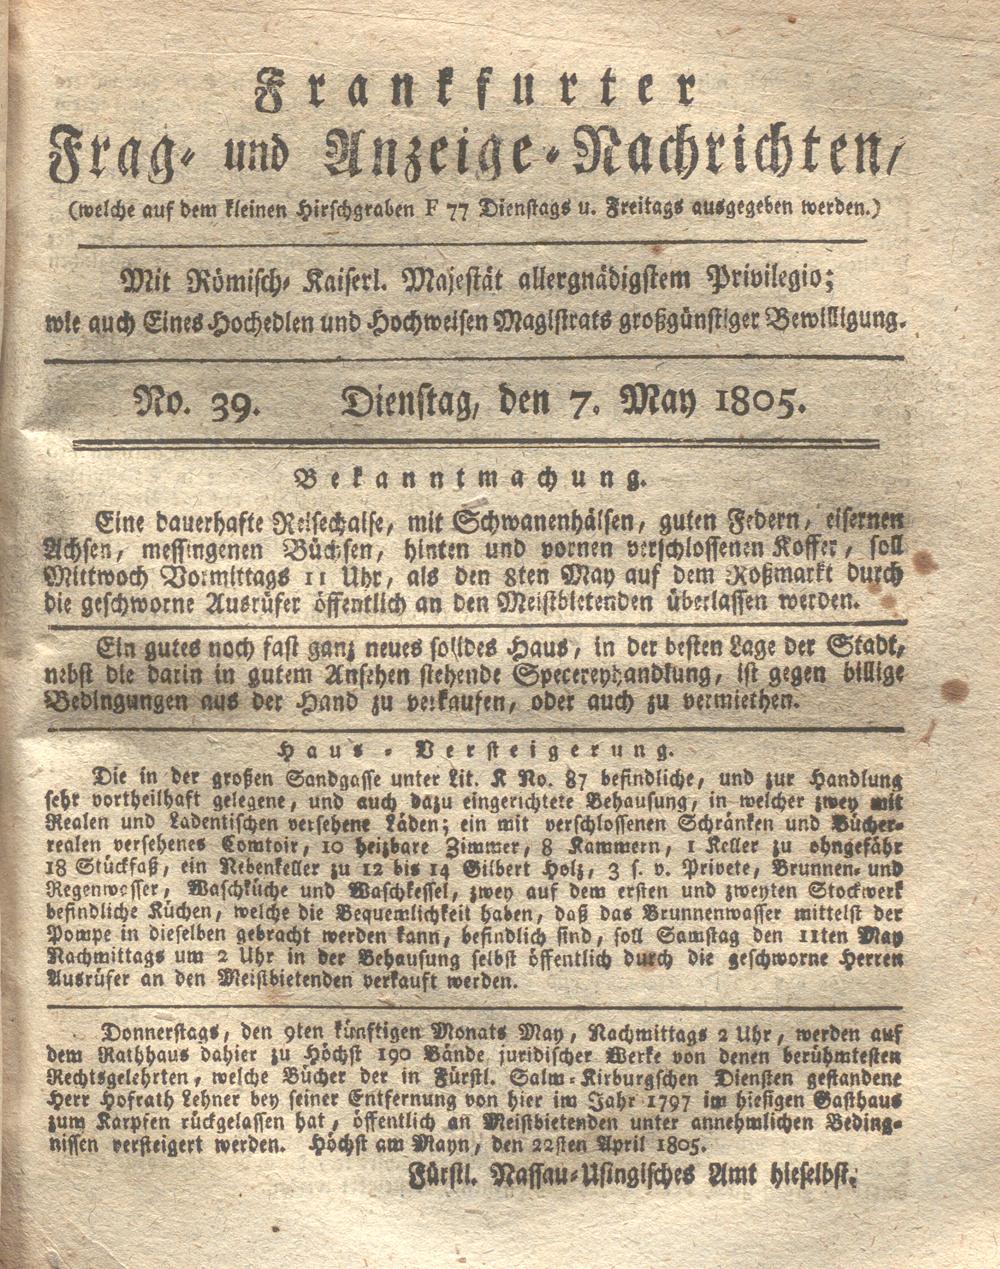 Frankfurter
Frag- und Anzeige-Nachrichten,
(welche auf dem kleinen Hirschgraben F 77 Dienstags u. Freitags ausgegeben werden.)
Mit Römisch-Kaiserl. Majestät allergnädigstem Privilegio;
wie auch Eines Hochedlen und Hochweisen Magistrats großgünstiger Bewilligung.
No. 39. Dienstag, den 7. May 1805.
Bekanntmachung.
Eine dauerhafte Reisechaise, mit Schwanenhälsen, guten Federn, eisernen
Achsen, messingenen Büchsen, hinten und vornen verschlossenen Koffer, soll
Mittwoch Vormittags 11 Uhr, als den 8ten May auf dem Roßmarkt durch
die geschworne Ausrüfer öffentlich an den Meistbietenden überlassen werden.
Ein gutes noch fast ganz neues solides Haus, in der besten Lage der Stadt,
nebst die darin in gutem Ansehen stehende Specereyhandlung, ist gegen billige
Bedingungen aus der Hand zu verkaufen, oder auch zu vermiethen.
Haus-Versteigerung.
Die in der großen Sandgasse unter Lit. K No. 87 befindliche, und zur Handlung
sehr vortheilhaft gelegene, und auch dazu eingerichtete Behausung, in welcher zwey mit
Realen und Ladentischen versehene Läden; ein mit verschlossenen Schränken und Bücher-
realen versehenes Comtoir, 10 heizbare Zimmer, 8 Kammern, 1 Keller zu ohngefähr
18 Stückfaß, ein Nebenkeller zu 12 bis 14 Gilbert Holz, 3 s. v. Privete, Brunnen- und
Regenwasser, Waschküche und Waschkessel, zwey auf dem ersten und zweyten Stockwerk
befindliche Küchen, welche die Bequemlichkeit haben, daß das Brunnenwasser mittelst der
Pompe in dieselben gebracht werden kann, befindlich sind, soll Samstag den 11ten May
Nachmittags um 2 Uhr in der Behausung selbst öffentlich durch die geschworne Herren
Ausrüfer an den Meistbietenden verkauft werden.
Donnerstags, den 9ten künftigen Monats May, Nachmittags 2 Uhr, werden auf
dem Rathhaus dahier zu Höchst 190 Bände juridischer Werke von denen berühmtesten
Rechtsgelehrten, welche Bücher der in Fürstl. Salm-Kirburgschen Diensten gestandene
Herr Hofrath Lehner bey seiner Entfernung von hier im Jahr 1797 im hiesigen Gasthaus
zum Karpfen rückgelassen hat, öffentlich an Meistbietenden unter annehmlichen Beding-
nissen versteigert werden. Höchst am Mayn, den 22sten April 1805.
Fürstl. Nassau-Usingisches Amt hieselbst.